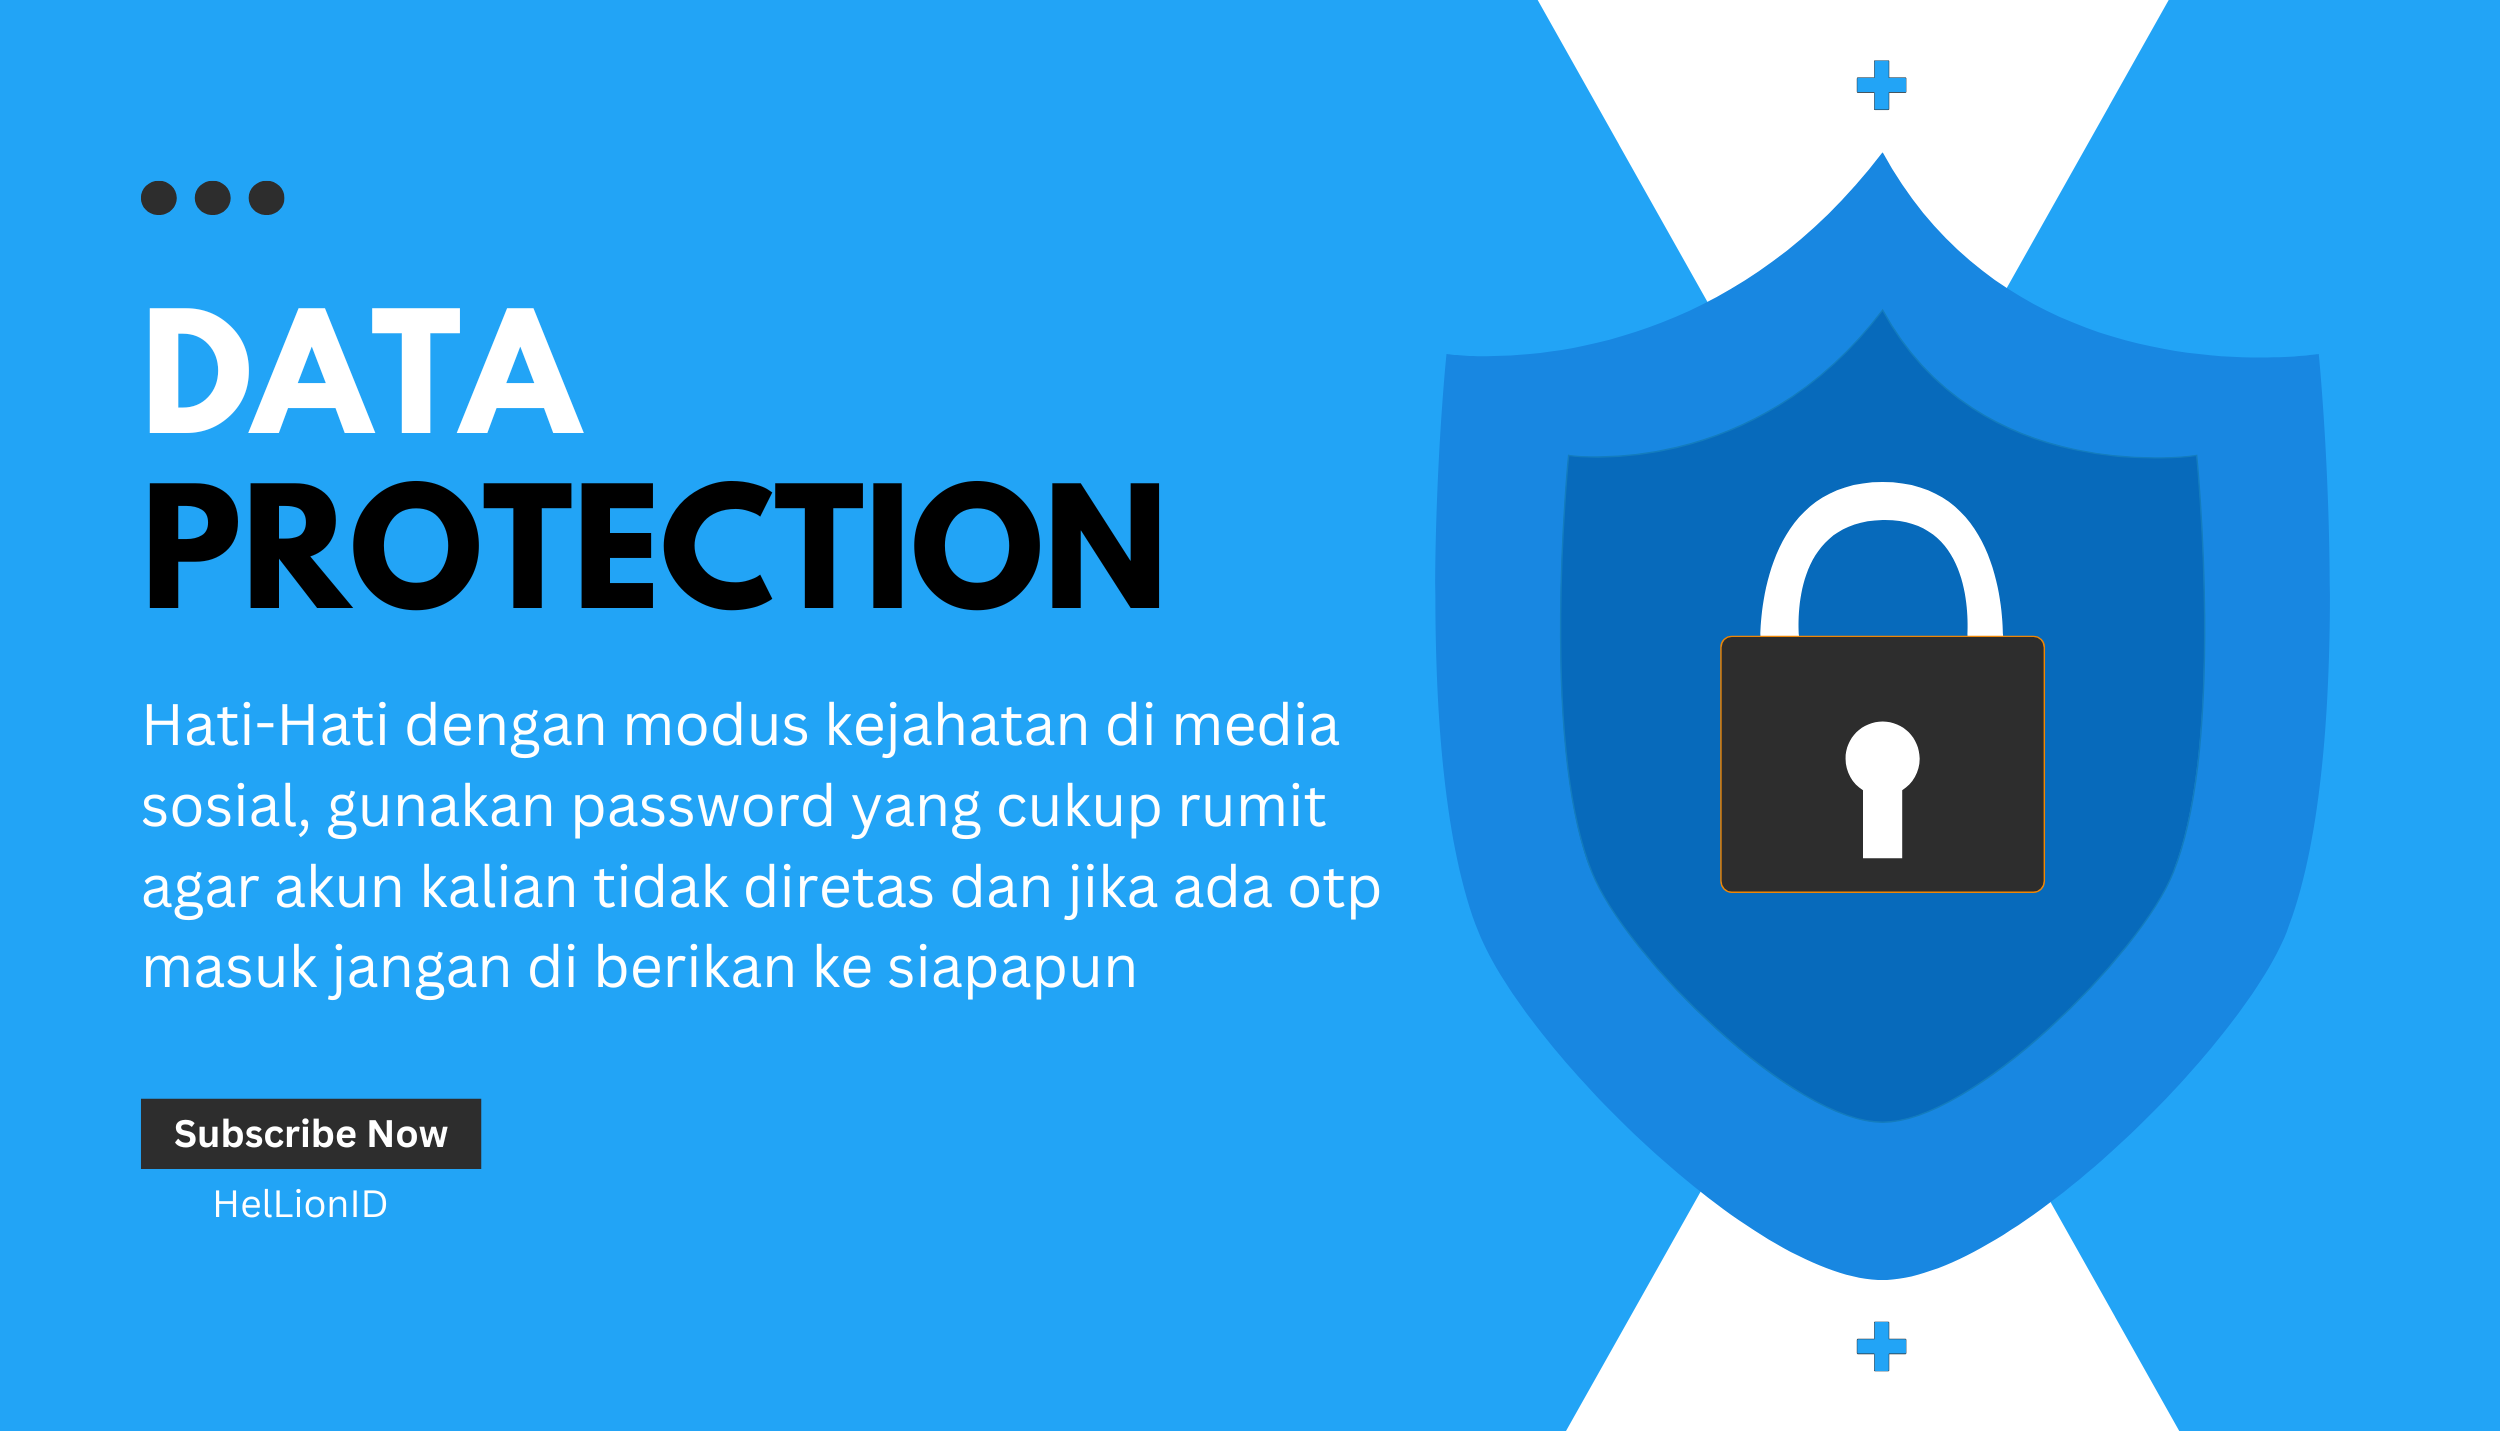 DATA
PROTECTION
Hati-Hati dengan modus kejahatan di media
sosial, gunakan password yang cukup rumit
agar akun kalian tidak diretas dan jika ada otp
masuk jangan di berikan ke siapapun
Subscribe Now
HelLionID